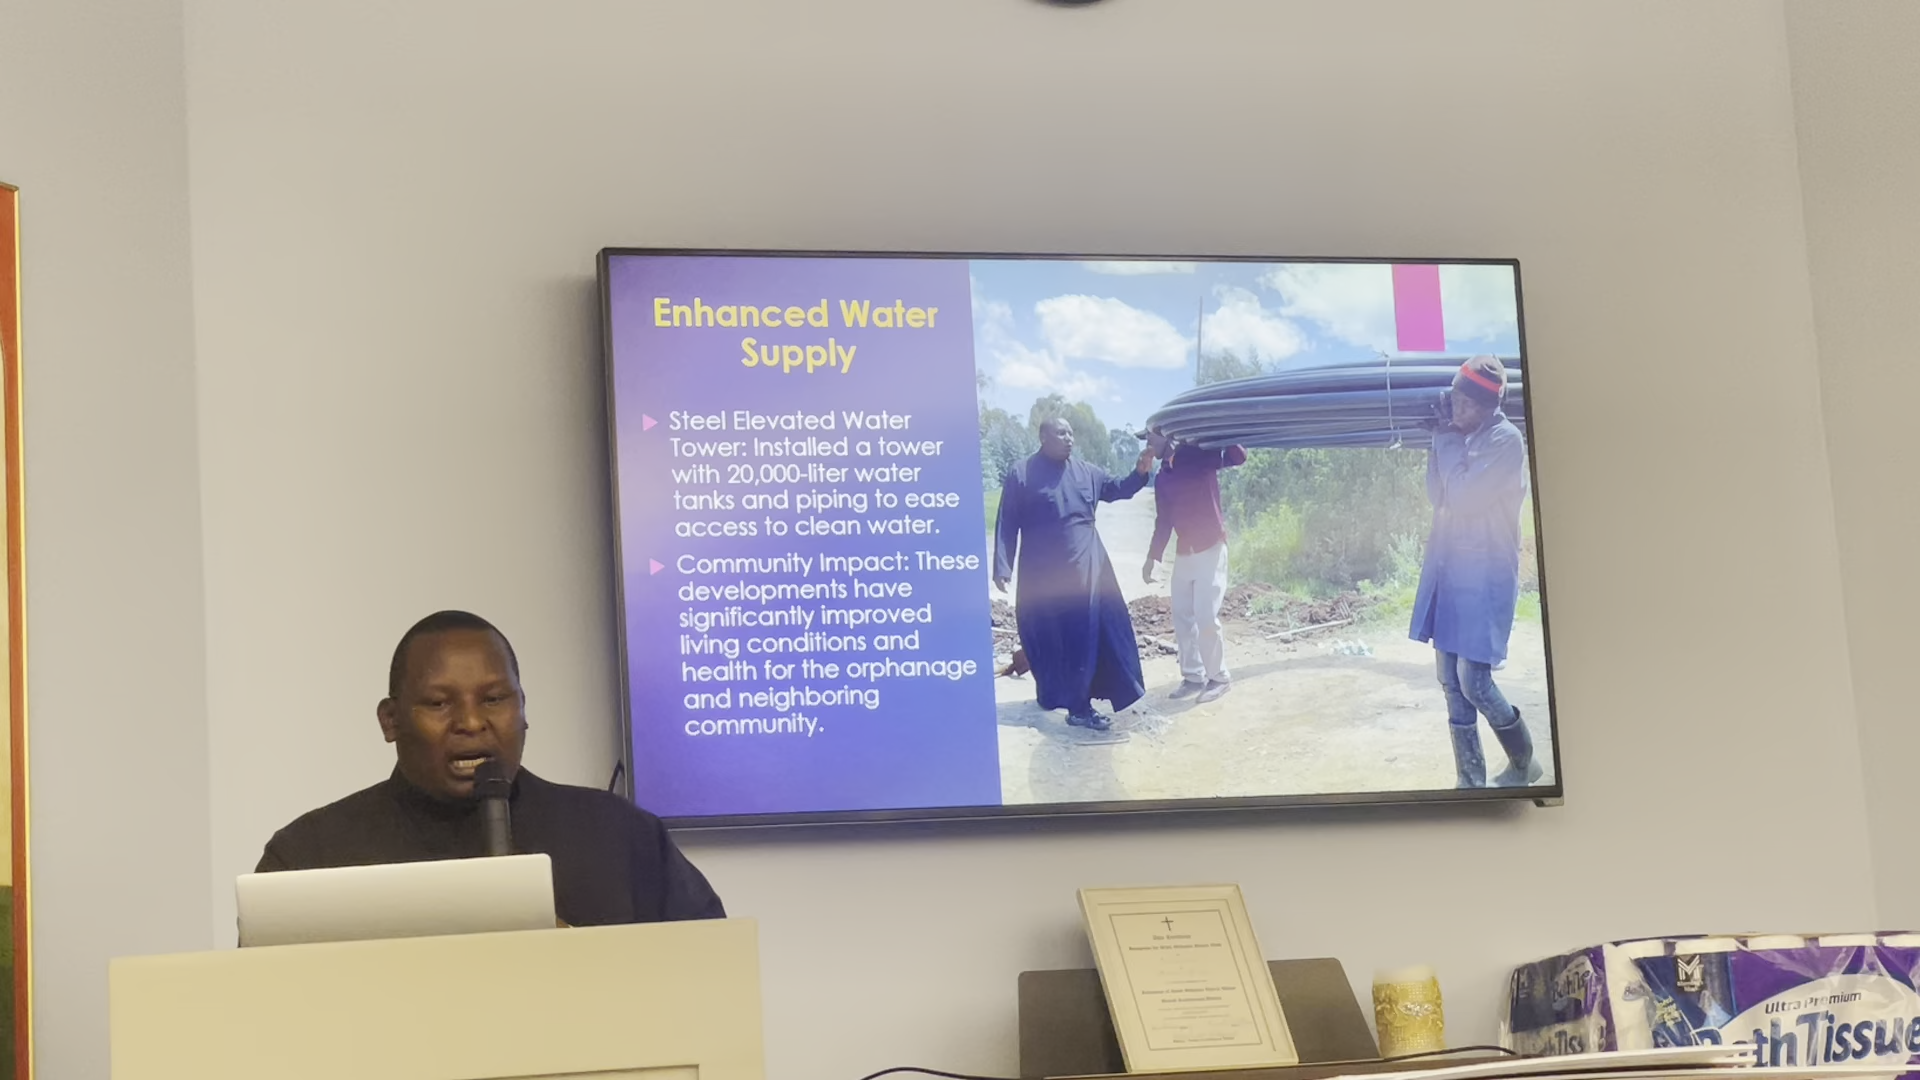 Enhanced Water
Supply
Steel Elevated Water
Tower: Installed a tower
with 20,000-liter water
tanks and piping to ease
access to clean water.
Community Impact: These
developments have
significantly improved
living conditions and
health for the orphanage
and neighboring
community.
Ultra Premium
Bath Tissue